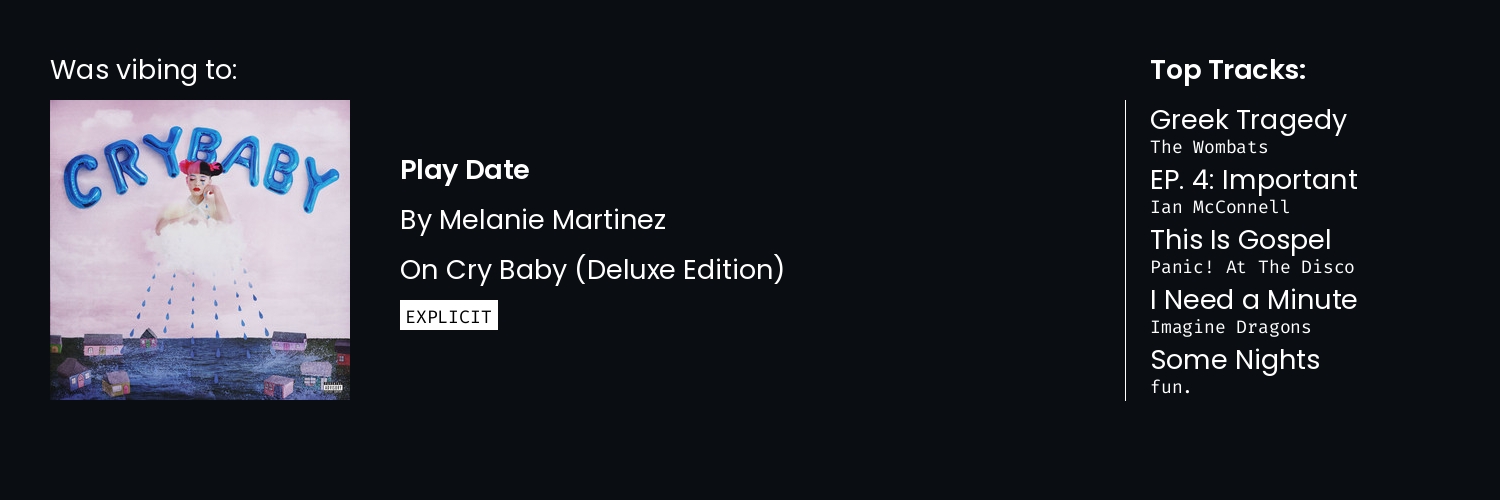 Was vibing to:
CRYBABY
Play Date
By Melanie Martinez
On Cry Baby (Deluxe Edition)
EXPLICIT
Top Tracks:
Greek Tragedy
The Wombats
EP. 4: Important
Ian McConnell
This Is Gospel
Panic! At The Disco
I Need a Minute
Imagine Dragons
Some Nights
fun.